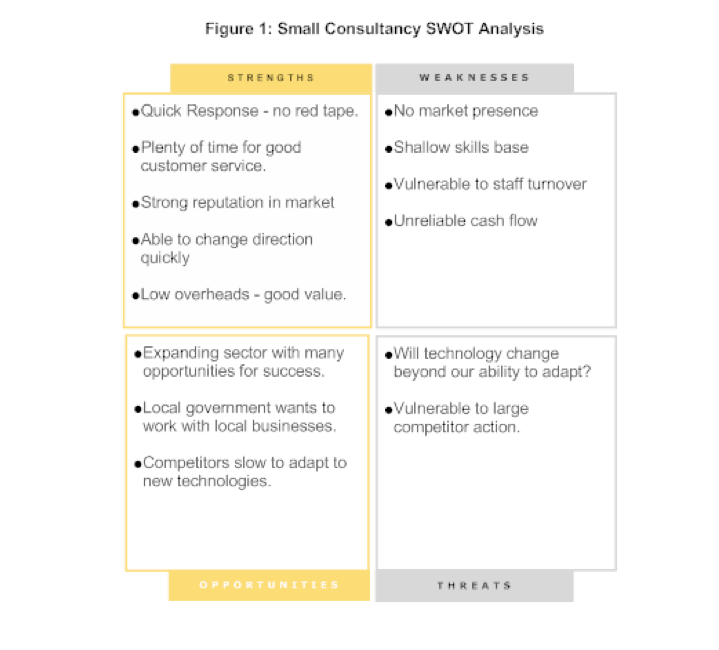 Figure 1: Small Consultancy SWOT Analysis
STRENGTHS
●Quick Response - no red tape.
●Plenty of time for good
customer service.
●Strong reputation in market
●Able to change direction
quickly
●Low overheads - good value.
WEAKNESSES
●No market presence
●Shallow skills base
●Vulnerable to staff turnover
●Unreliable cash flow
●Expanding sector with many
opportunities for success.
●Local government wants to
work with local businesses.
●Competitors slow to adapt to
new technologies.
OPPORTUNITIES
●Will technology change
beyond our ability to adapt?
●Vulnerable to large
competitor action.
THREATS